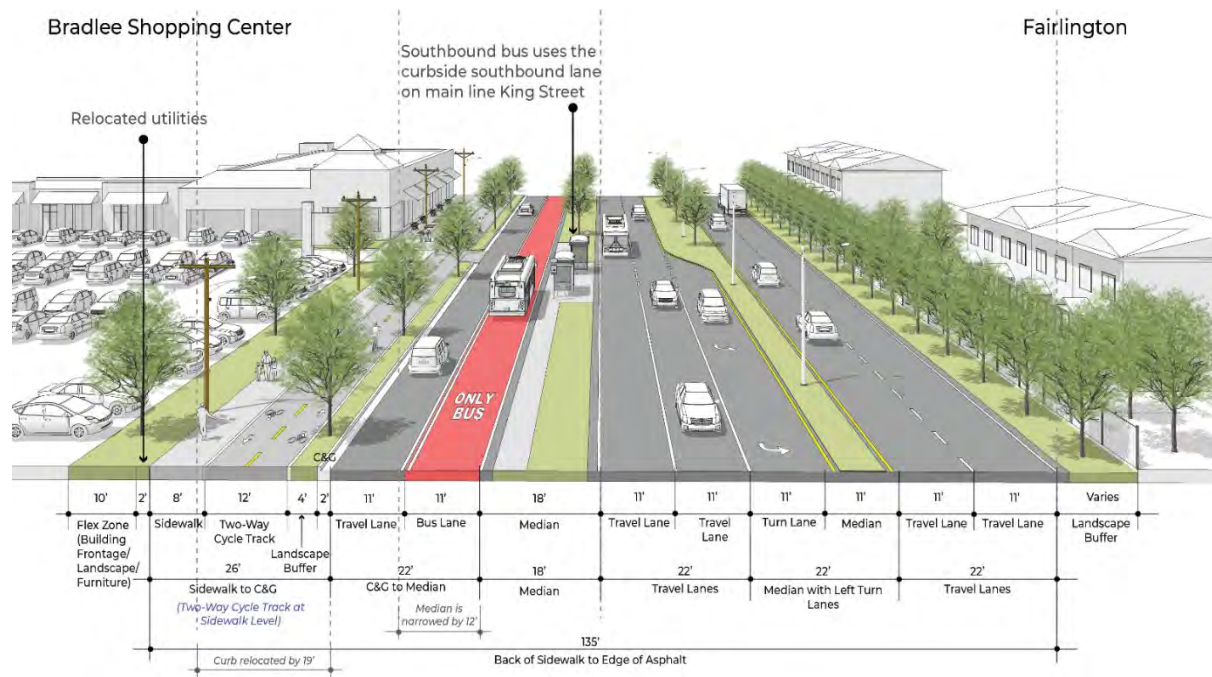 Bradlee Shopping Center
Fairlington
Southbound bus uses the
curbside southbound lane
on main line King Street
Relocated utilities
ONLY
BUS
C&G
10' 2' 8' 12' 4' 2' 11' 11' 18' 11' 11' 11' 11' 11' 11' Varies
Flex Zone
(Building
Frontage/
Landscape/
Furniture)
Sidewalk
Two-Way
Cycle Track
Landscape
Buffer
Travel Lane
Bus Lane
Median
Travel Lane
Travel
Lane
Turn Lane
Median
Travel Lane
Travel Lane
Landscape
Buffer
26'
Sidewalk to C&G
(Two-Way Cycle Track at
Sidewalk Level)
22'
C&G to Median
18'
Median
22'
Travel Lanes
22'
Median with Left Turn
Lanes
22'
Travel Lanes
Median is
narrowed by 12'
135'
Back of Sidewalk to Edge of Asphalt
Curb relocated by 19'